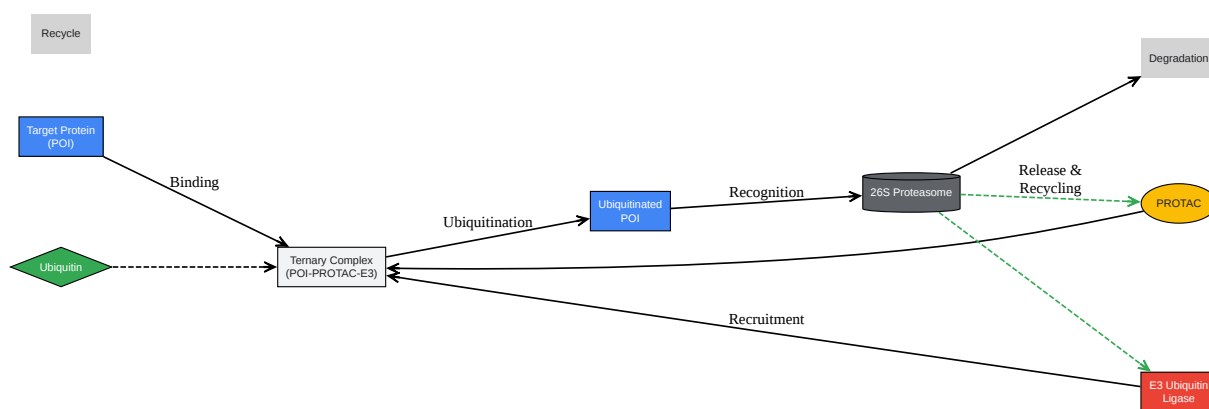 Recycle
Degradation
Target Protein
(POI)
Binding
Release &
Recycling
26S Proteasome
Recognition
Ubiquitinated
POI
PROTAC
Ubiquitination
Ubiquitin
Ternary Complex
(POI-PROTAC-E3)
Recruitment
E3 Ubiquitin
Ligase